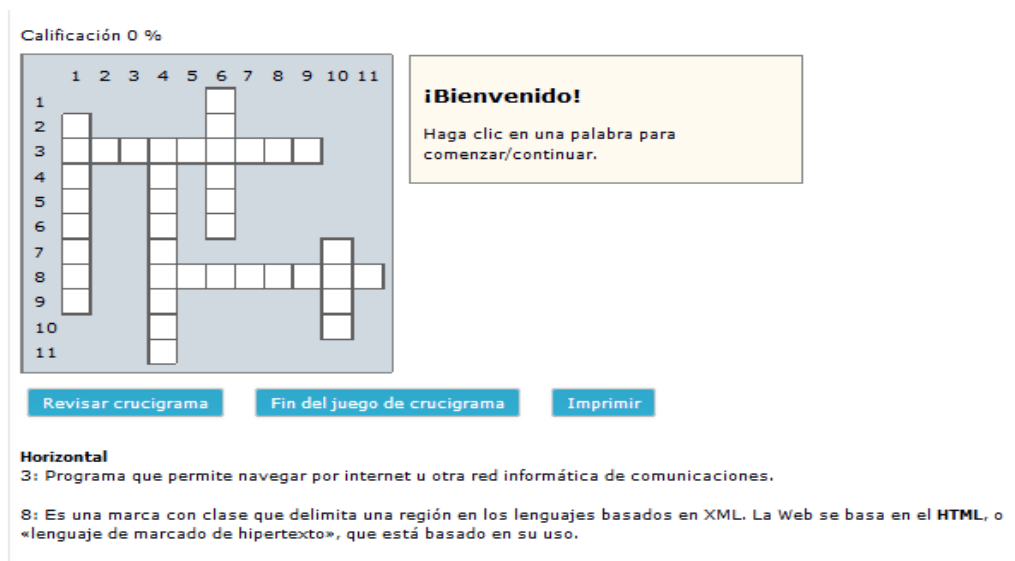 Calificación 0 %
1 2 3 4 5 6 7 8 9 10 11
1
2
3
4
5
6
7
8
9
10
11
¡Bienvenido!
Haga clic en una palabra para
comenzar/continuar.
Revisar crucigrama Fin del juego de crucigrama Imprimir
Horizontal
3: Programa que permite navegar por internet u otra red informática de comunicaciones.
8: Es una marca con clase que delimita una región en los lenguajes basados en XML. La Web se basa en el HTML, o
«lenguaje de marcado de hipertexto», que está basado en su uso.